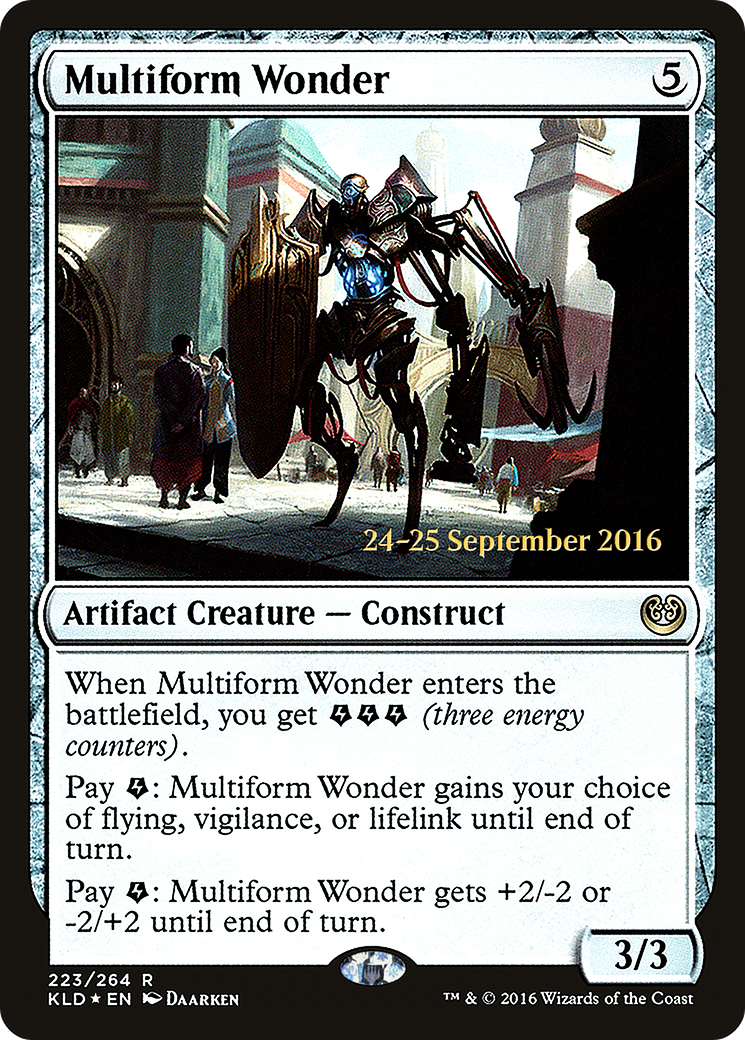 Multiform Wonder 5
24–25 September 2016
Artifact Creature — Construct
When Multiform Wonder enters the
battlefield, you get (three energy
counters).
Pay : Multiform Wonder gains your choice
of flying, vigilance, or lifelink until end of
turn.
Pay : Multiform Wonder gets +2/-2 or
-2/+2 until end of turn.
3/3
223/264 R
KLD ★ EN DAARKEN
™ & © 2016 Wizards of the Coast